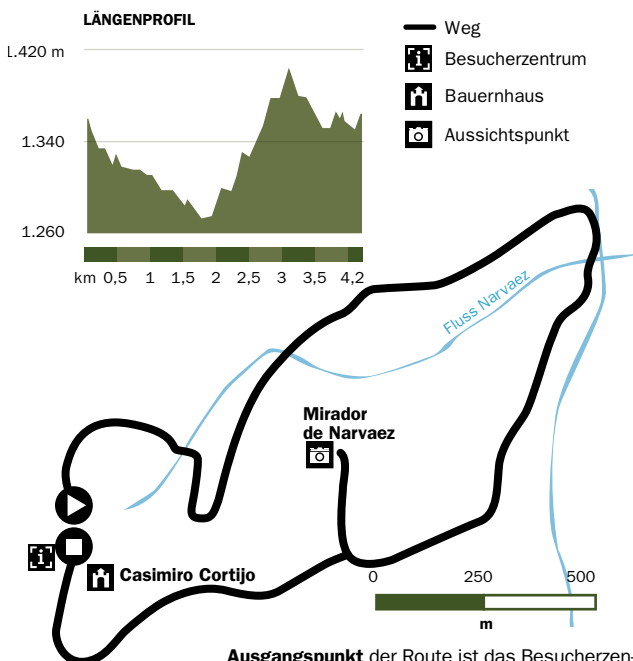 LÄNGENPROFIL
1.420 m
1.340
1.260
km 0,5 1 1,5 2 2,5 3 3,5 4,2
Weg
Besucherzentrum
Bauernhaus
Aussichtspunkt
Fluss Narvaez
Mirador
de Narvaez
Casimiro Cortijo
0 250 500
m
Ausgangspunkt der Route ist das Besucherzen-